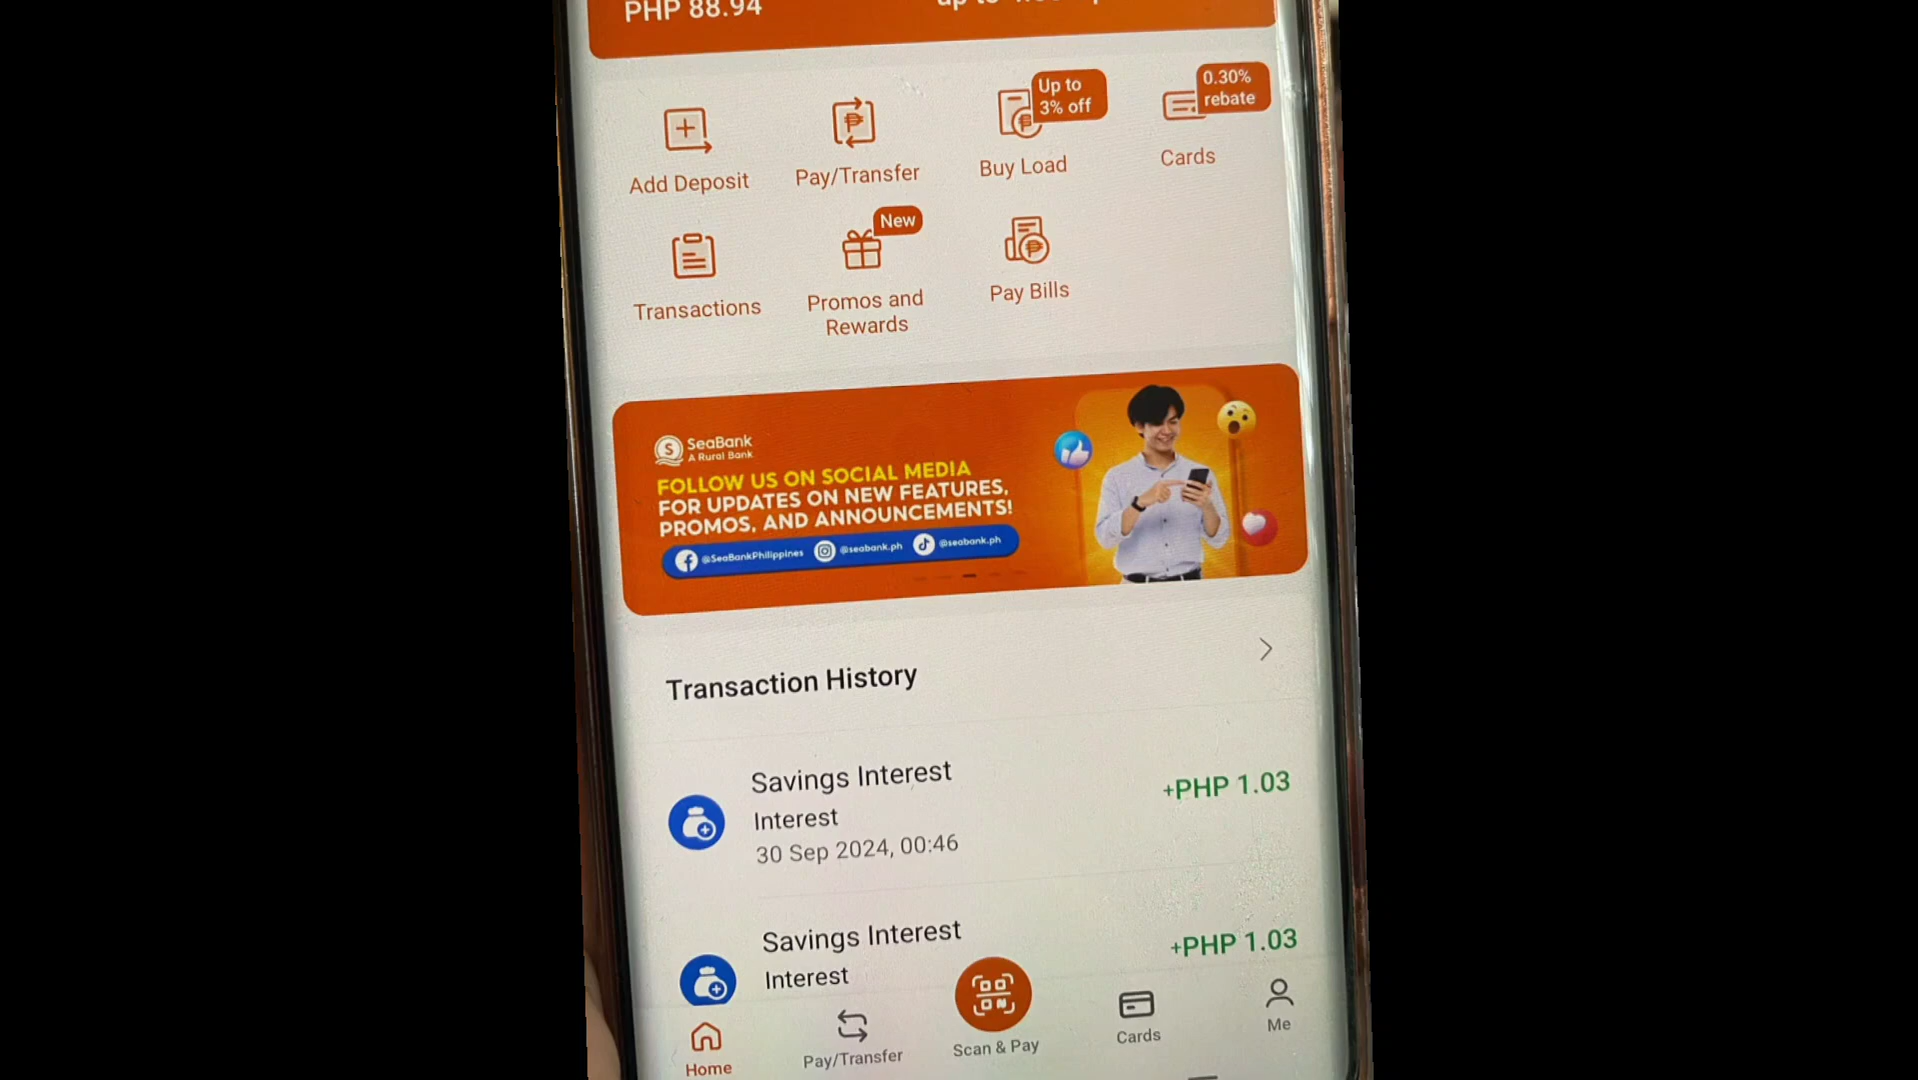 PHP 88.94
up to
Up to
3% off
0.30%
rebate
Add Deposit
Pay/Transfer
Buy Load
Cards
New
Transactions
Promos and
Rewards
Pay Bills
SeaBank
A Rural Bank
FOLLOW US ON SOCIAL MEDIA
FOR UPDATES ON NEW FEATURES,
PROMOS, AND ANNOUNCEMENTS!
@SeaBankPhilippines @seabank.ph @seabank.ph
Transaction History
Savings Interest
+PHP 1.03
Interest
30 Sep 2024, 00:46
Savings Interest
+PHP 1.03
Interest
Home
Pay/Transfer
Scan & Pay
Cards
Me